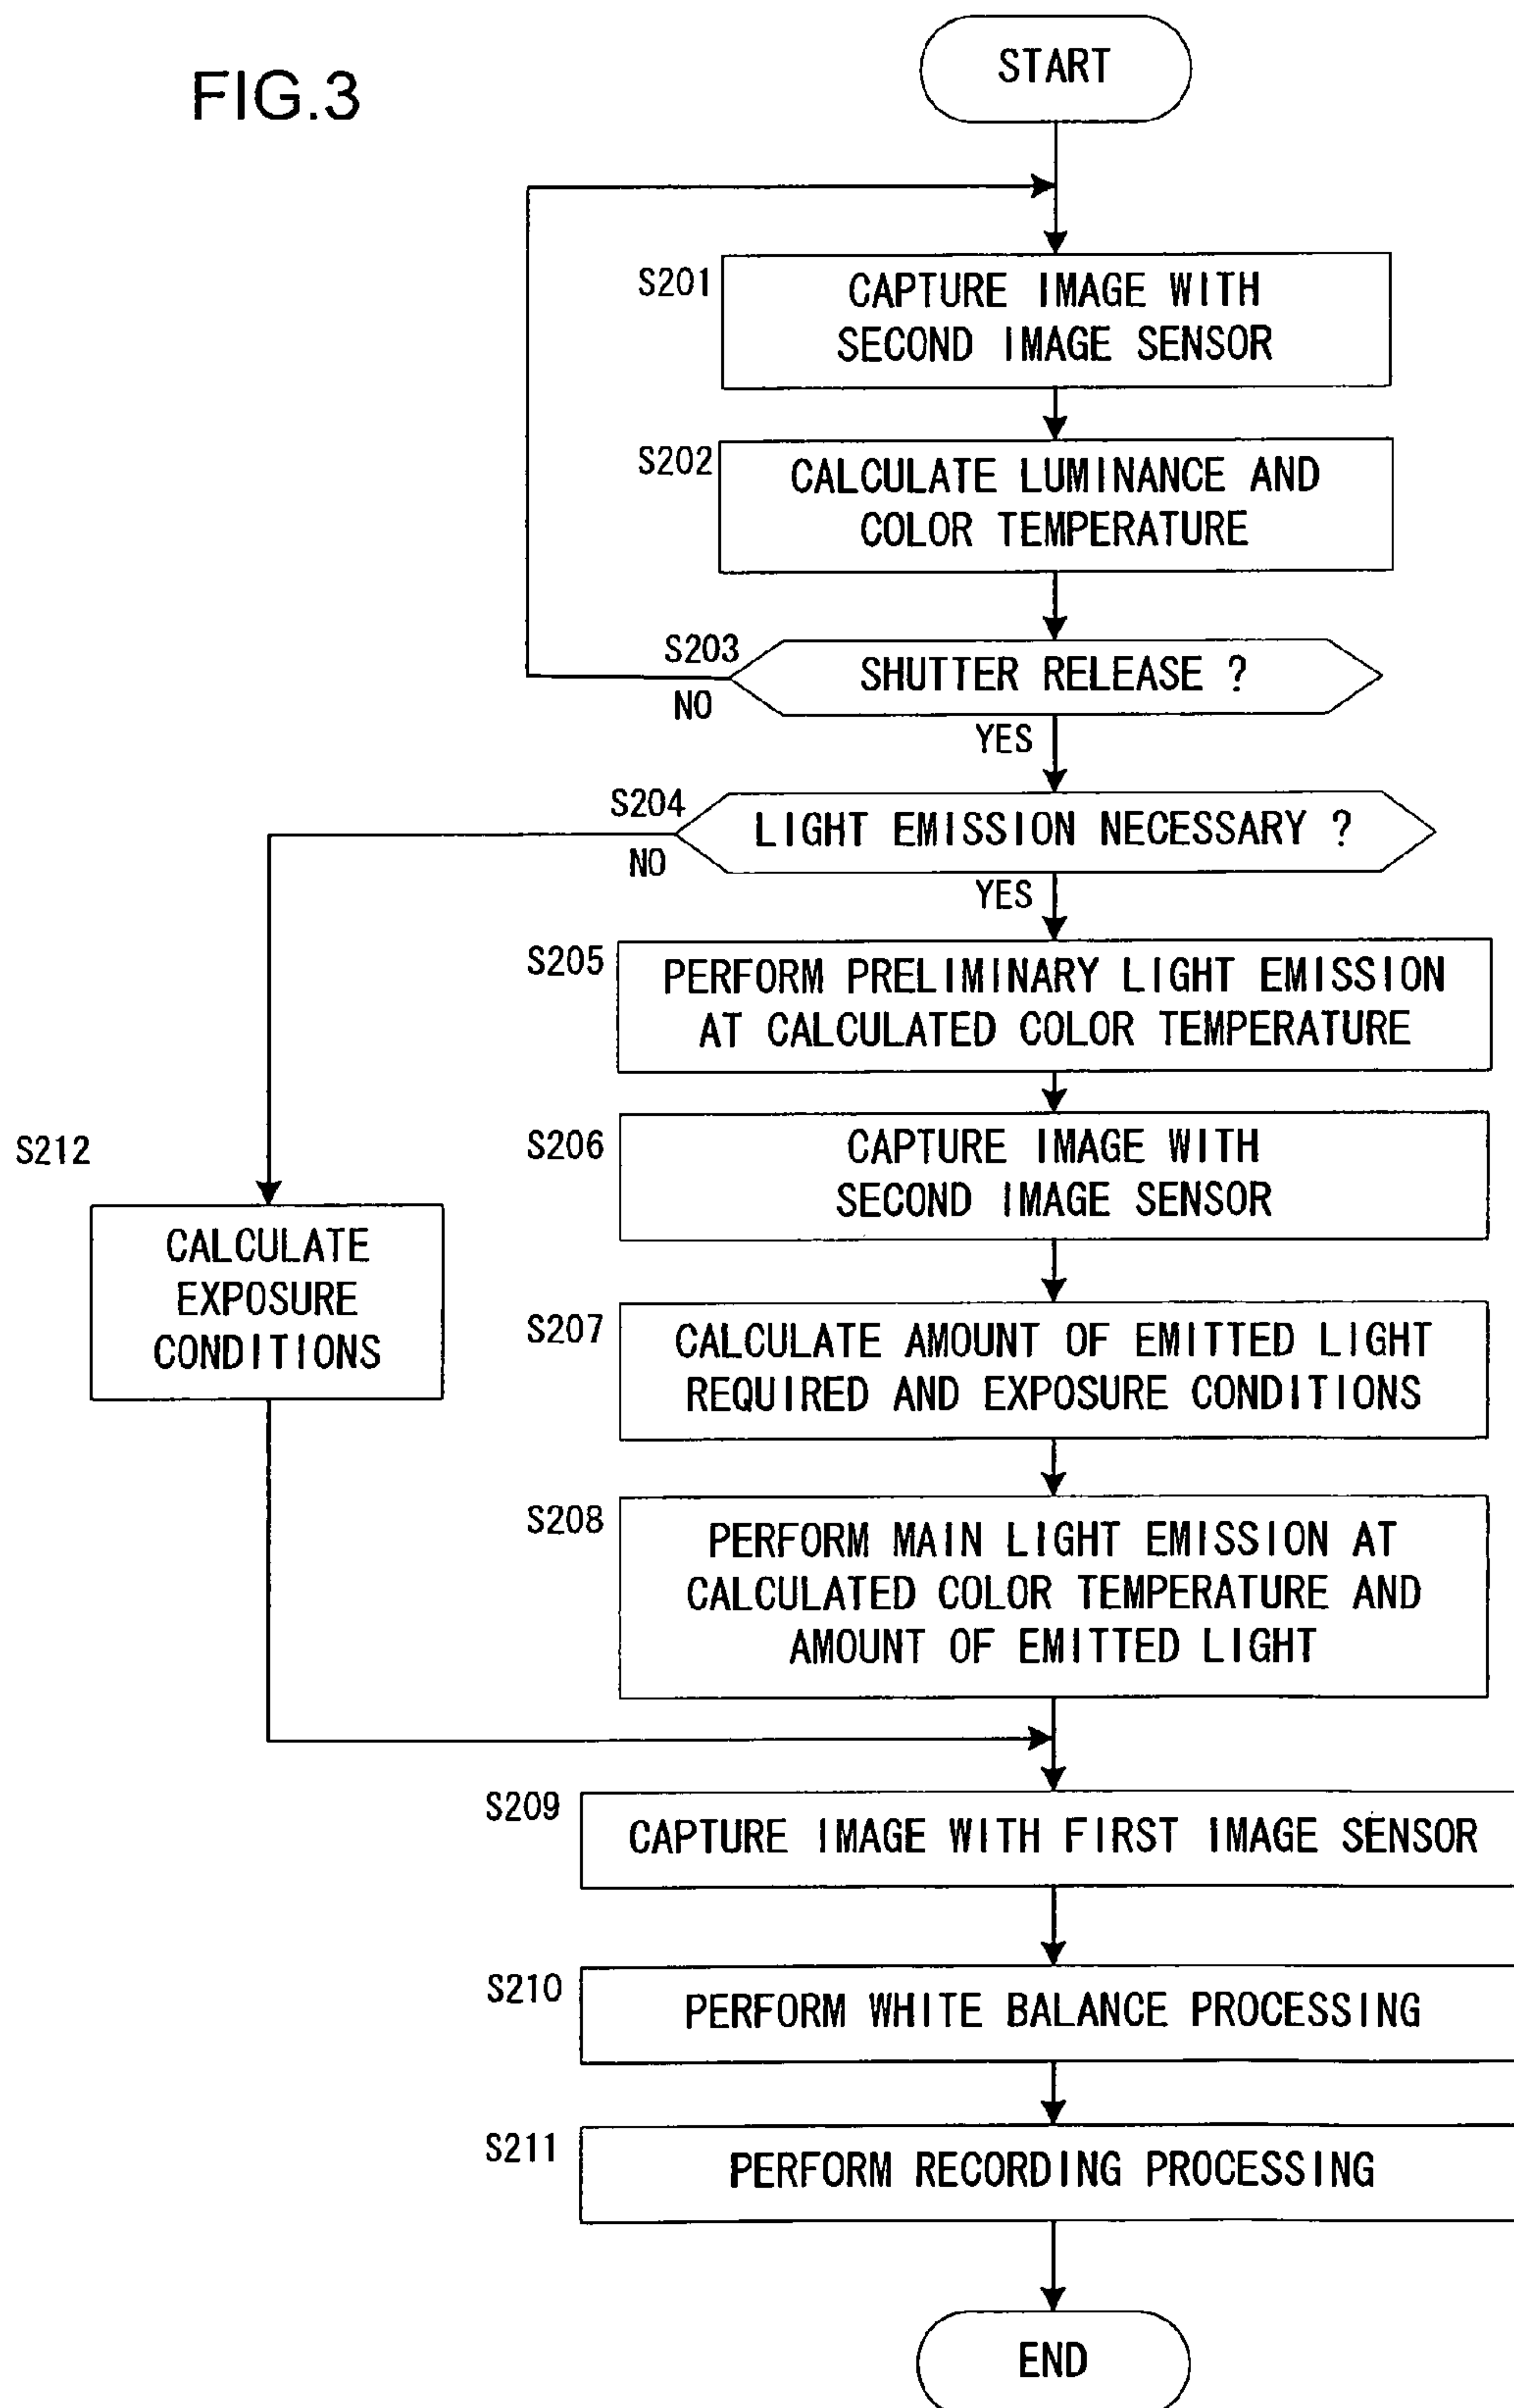 FIG.3
START
S201
CAPTURE IMAGE WITH
SECOND IMAGE SENSOR
S202
CALCULATE LUMINANCE AND
COLOR TEMPERATURE
S203
SHUTTER RELEASE ?
NO
YES
S204
LIGHT EMISSION NECESSARY ?
NO
YES
S205
PERFORM PRELIMINARY LIGHT EMISSION
AT CALCULATED COLOR TEMPERATURE
S206
CAPTURE IMAGE WITH
SECOND IMAGE SENSOR
S212
CALCULATE
EXPOSURE
CONDITIONS
S207
CALCULATE AMOUNT OF EMITTED LIGHT
REQUIRED AND EXPOSURE CONDITIONS
S208
PERFORM MAIN LIGHT EMISSION AT
CALCULATED COLOR TEMPERATURE AND
AMOUNT OF EMITTED LIGHT
S209
CAPTURE IMAGE WITH FIRST IMAGE SENSOR
S210
PERFORM WHITE BALANCE PROCESSING
S211
PERFORM RECORDING PROCESSING
END